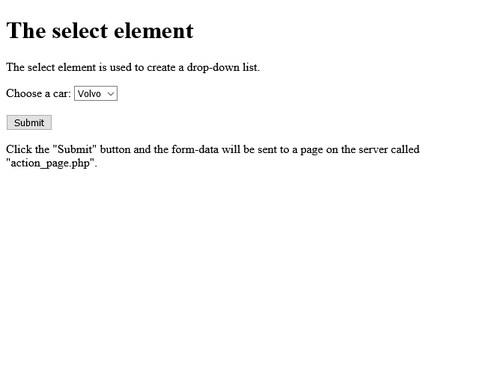 The select element
The select element is used to create a drop-down list.
Choose a car: Volvo
Submit
Click the "Submit" button and the form-data will be sent to a page on the server called
"action_page.php".